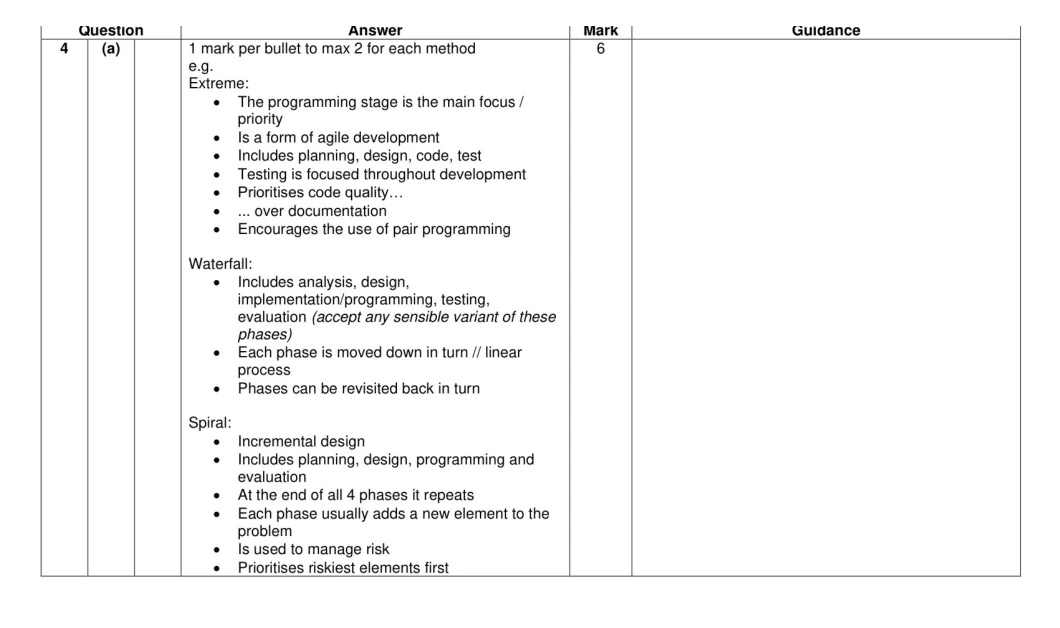 Question Answer Mark Guidance
4 (a) 1 mark per bullet to max 2 for each method 6
e.g.
Extreme:
• The programming stage is the main focus /
priority
• Is a form of agile development
• Includes planning, design, code, test
• Testing is focused throughout development
• Prioritises code quality…
• ... over documentation
• Encourages the use of pair programming
Waterfall:
• Includes analysis, design,
implementation/programming, testing,
evaluation (accept any sensible variant of these
phases)
• Each phase is moved down in turn // linear
process
• Phases can be revisited back in turn
Spiral:
• Incremental design
• Includes planning, design, programming and
evaluation
• At the end of all 4 phases it repeats
• Each phase usually adds a new element to the
problem
• Is used to manage risk
• Prioritises riskiest elements first